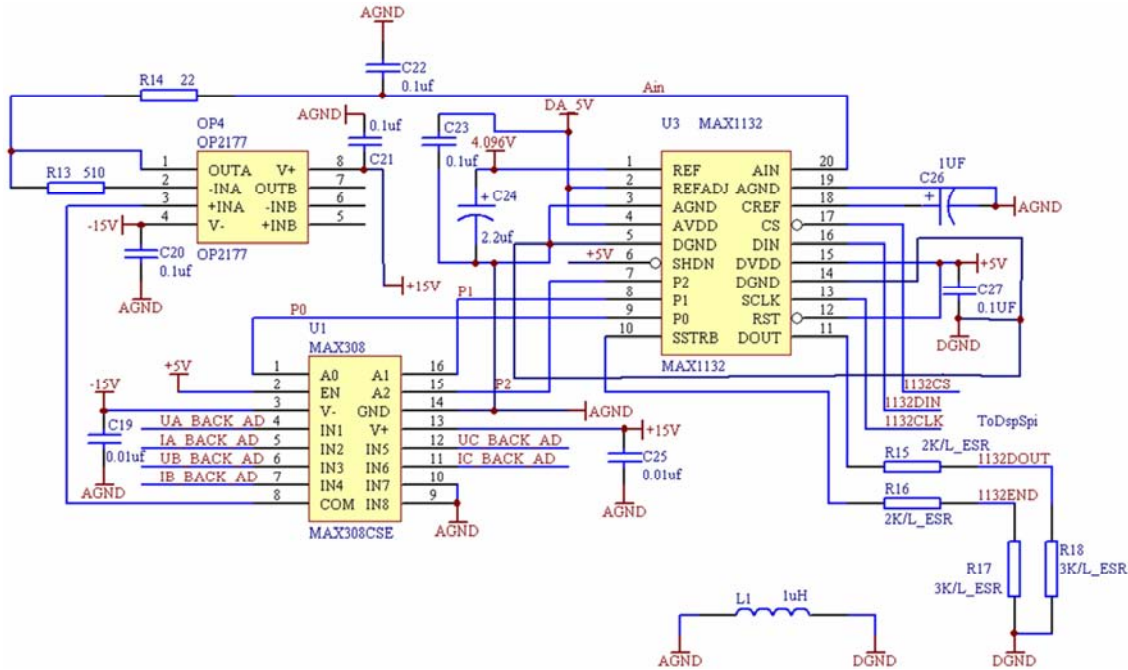 AGND
C22
0.1uf
R14 22
Ain
OP4
OP2177
AGND
0.1uf
C21
C23
0.1uf
DA_5V
4.096V
U3 MAX1132
R13 510
1 OUTA V+ 8
2 -INA OUTB 7
3 +INA -INB 6
4 V- +INB 5
OP2177
-15V
C20
0.1uf
AGND
+15V
C24
2.2uf
+5V
1 REF AIN 20
2 REFADJ AGND 19
3 AGND CREF 18
4 AVDD CS 17
5 DGND DIN 16
6 SHDN DVDD 15
7 P2 DGND 14
8 P1 SCLK 13
9 P0 RST 12
10 SSTRB DOUT 11
MAX1132
1UF
C26
AGND
+5V
C27
0.1UF
DGND
P0
P1
P2
U1
MAX308
+5V
-15V
C19
0.01uf
AGND
UA_BACK_AD
IA_BACK_AD
UB_BACK_AD
IB_BACK_AD
1 A0 A1 16
2 EN A2 15
3 V- GND 14
4 IN1 V+ 13
5 IN2 IN5 12
6 IN3 IN6 11
7 IN4 IN7 10
8 COM IN8 9
MAX308CSE
AGND
+15V
UC_BACK_AD
IC_BACK_AD
C25
0.01uf
AGND
AGND
1132CS
1132DIN
1132CLK
ToDspSpi
R15 2K/L_ESR
1132DOUT
R16
2K/L_ESR
1132END
R17
3K/L_ESR
R18
3K/L_ESR
DGND
L1 1uH
AGND
DGND